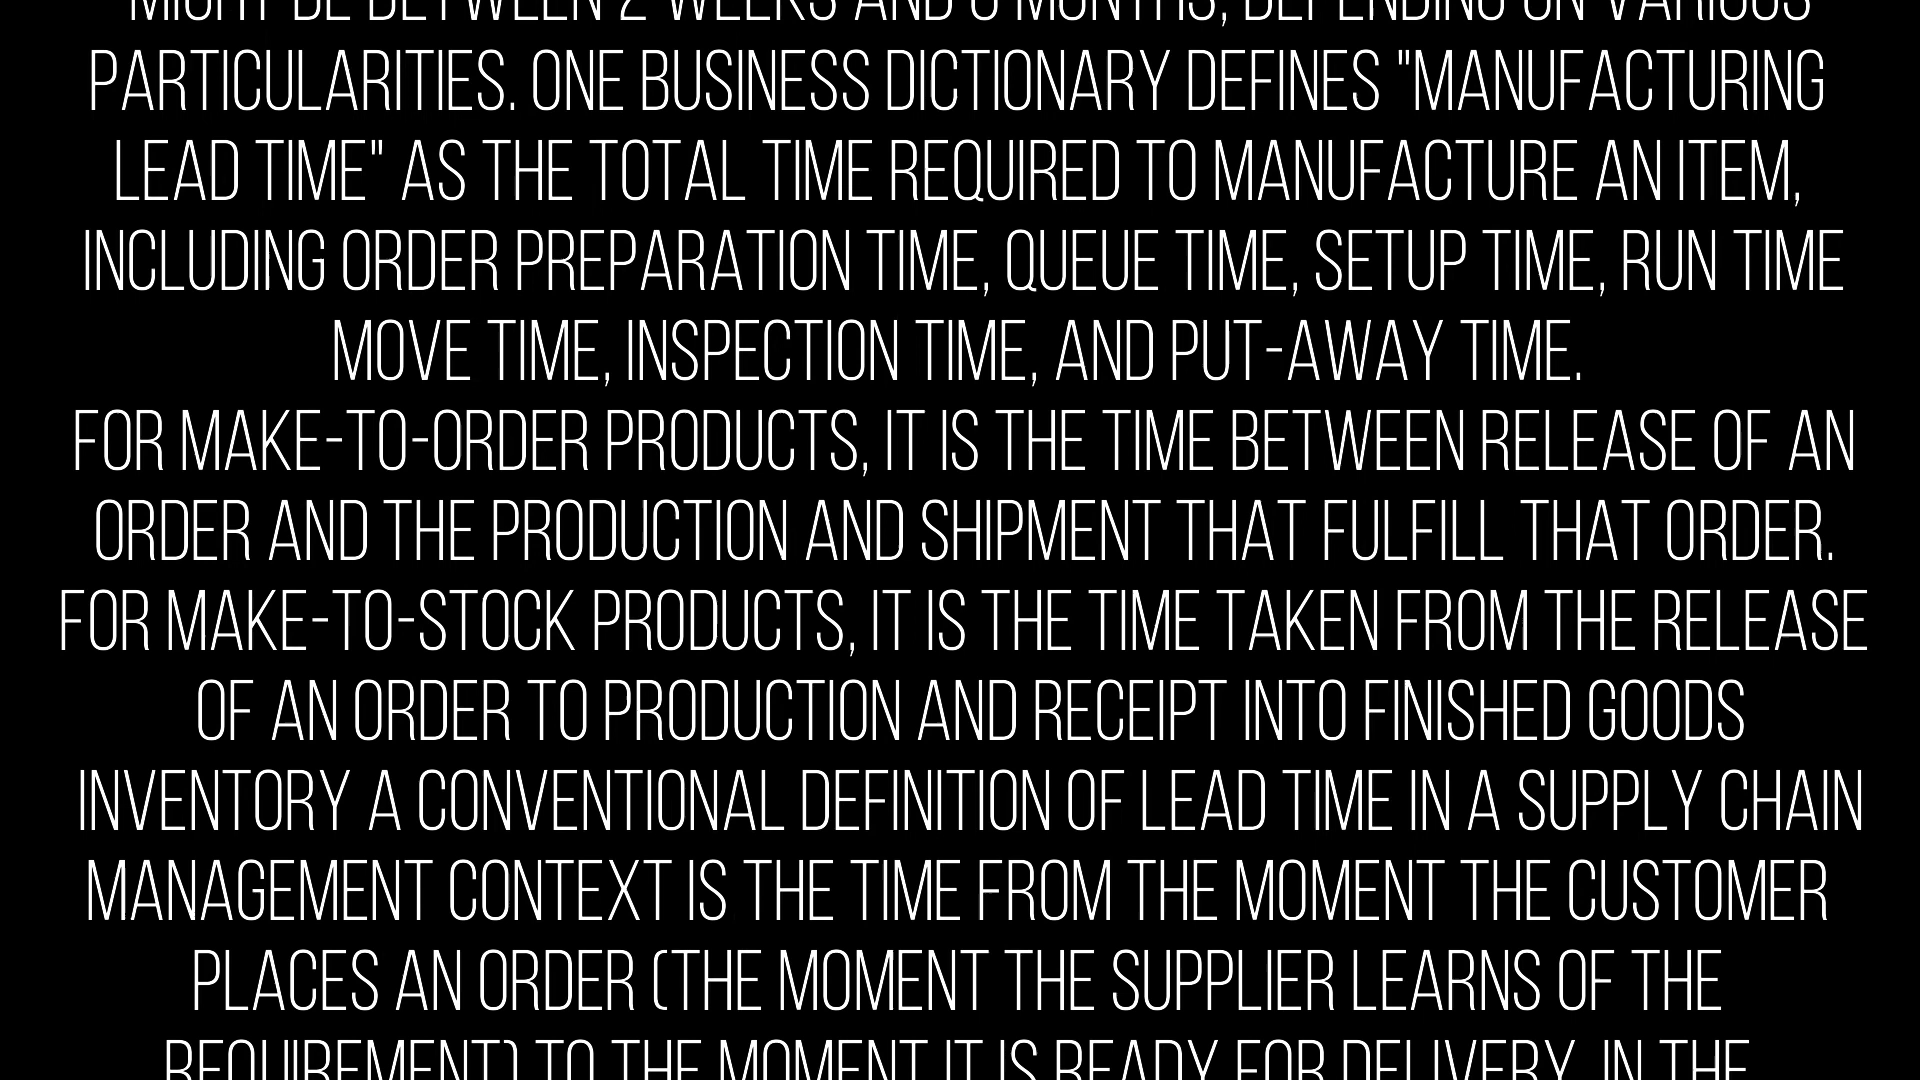 MIGHT BE BETWEEN 2 WEEKS AND 6 MONTHS, DEPENDING ON VARIOUS
PARTICULARITIES. ONE BUSINESS DICTIONARY DEFINES "MANUFACTURING
LEAD TIME" AS THE TOTAL TIME REQUIRED TO MANUFACTURE AN ITEM,
INCLUDING ORDER PREPARATION TIME, QUEUE TIME, SETUP TIME, RUN TIME
MOVE TIME, INSPECTION TIME, AND PUT-AWAY TIME.
FOR MAKE-TO-ORDER PRODUCTS, IT IS THE TIME BETWEEN RELEASE OF AN
ORDER AND THE PRODUCTION AND SHIPMENT THAT FULFILL THAT ORDER.
FOR MAKE-TO-STOCK PRODUCTS, IT IS THE TIME TAKEN FROM THE RELEASE
OF AN ORDER TO PRODUCTION AND RECEIPT INTO FINISHED GOODS
INVENTORY A CONVENTIONAL DEFINITION OF LEAD TIME IN A SUPPLY CHAIN
MANAGEMENT CONTEXT IS THE TIME FROM THE MOMENT THE CUSTOMER
PLACES AN ORDER (THE MOMENT THE SUPPLIER LEARNS OF THE
REQUIREMENT) TO THE MOMENT IT IS READY FOR DELIVERY. IN THE